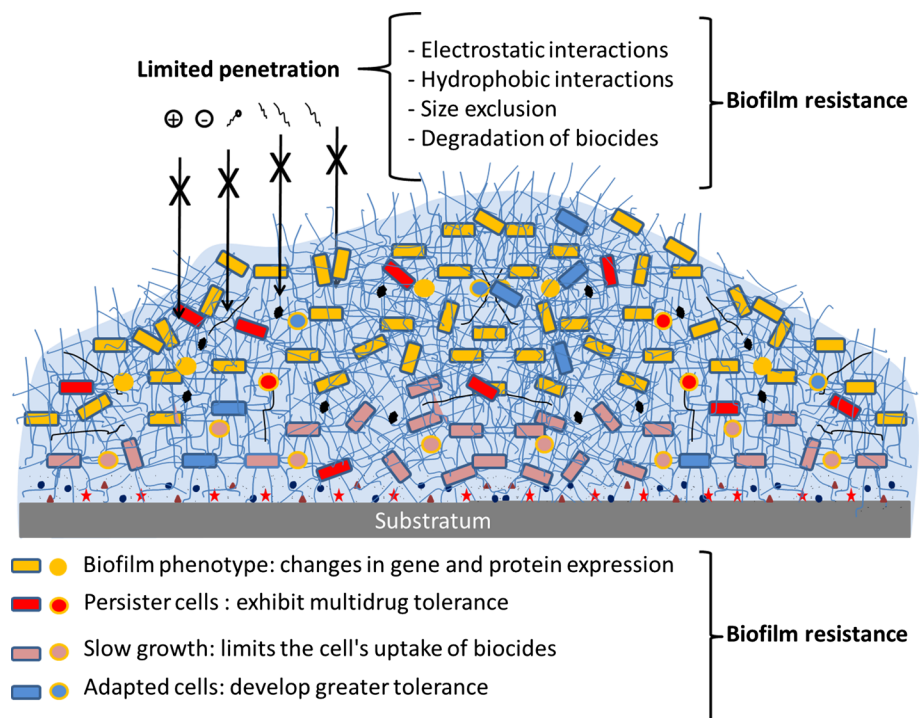 Limited penetration
- Electrostatic interactions
- Hydrophobic interactions
- Size exclusion
- Degradation of biocides
Biofilm resistance
+ -
X X X X
Substratum
Biofilm phenotype: changes in gene and protein expression
Persister cells : exhibit multidrug tolerance
Slow growth: limits the cell's uptake of biocides
Adapted cells: develop greater tolerance
Biofilm resistance